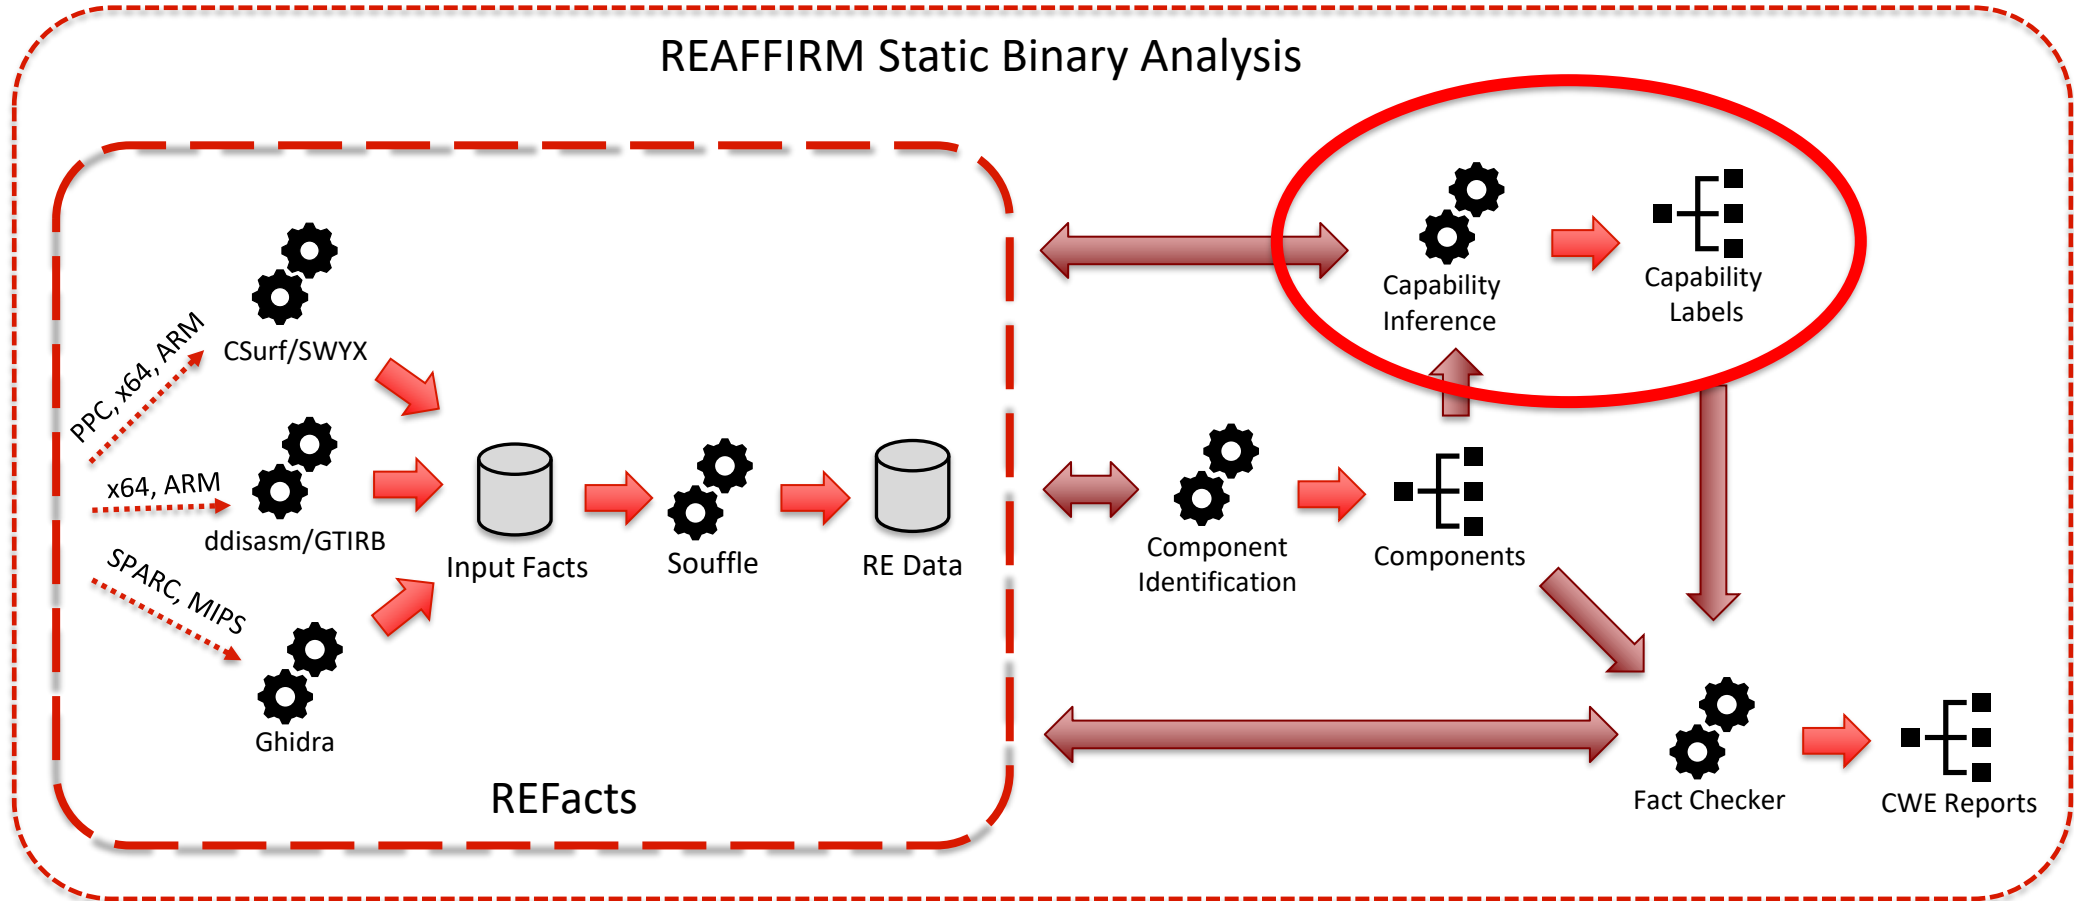 REAFFIRM Static Binary Analysis
PPC, x64, ARM
CSurf/SWYX
x64, ARM
ddisasm/GTIRB
SPARC, MIPS
Ghidra
Input Facts
Souffle
RE Data
REFacts
Capability
Inference
Capability
Labels
Component
Identification
Components
Fact Checker
CWE Reports